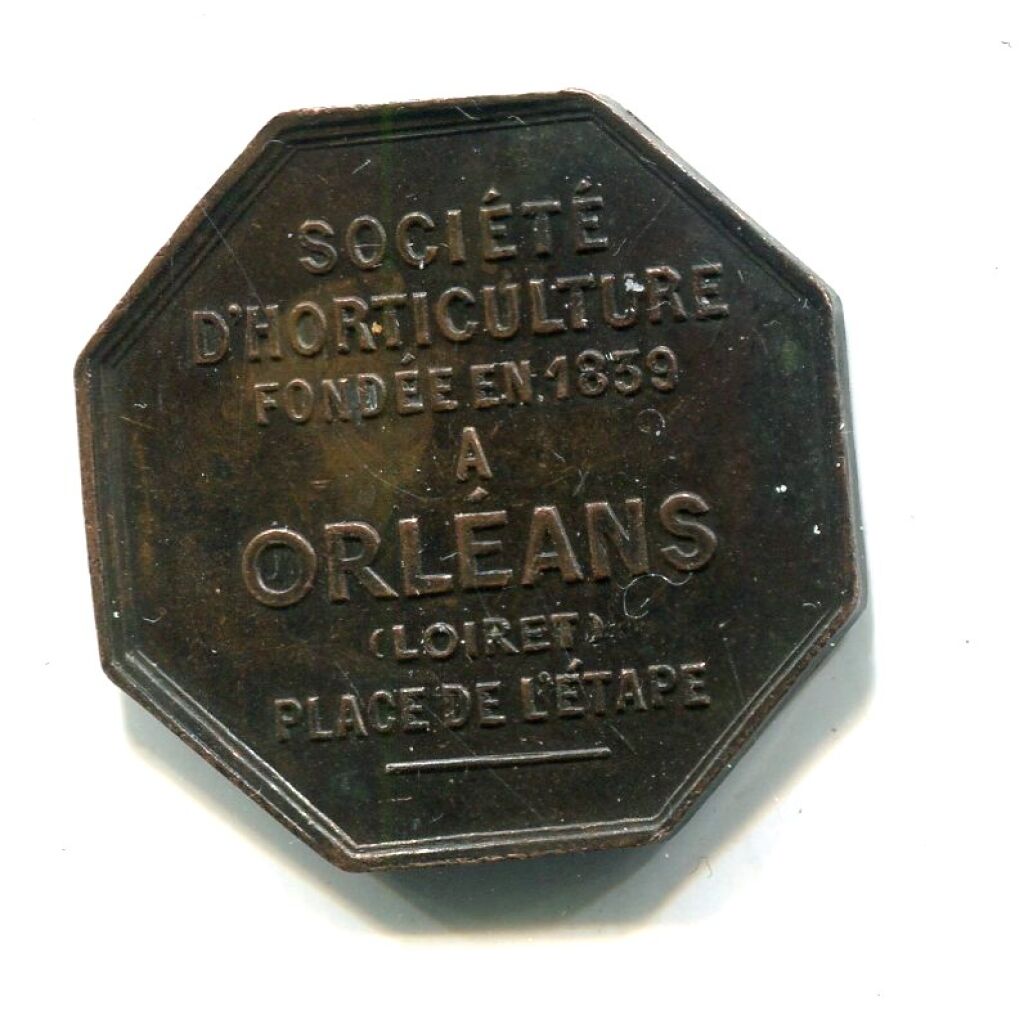 SOCIÉTÉ
D'HORTICULTURE
FONDÉE EN 1839
A
ORLÉANS
(LOIRET)
PLACE DE L'ÉTAPE